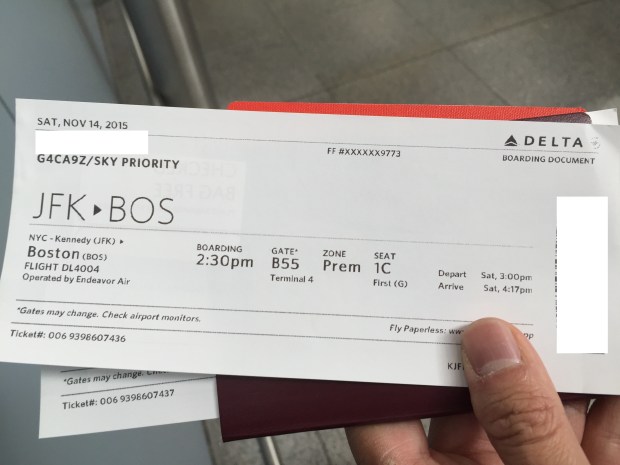 SAT, NOV 14, 2015
FF #XXXXXX9773
DELTA
G4CA9Z/SKY PRIORITY
BOARDING DOCUMENT
JFK▸BOS
NYC - Kennedy (JFK) ▸
Boston (BOS)
FLIGHT DL4004
Operated by Endeavor Air
BOARDING
2:30pm
GATE*
B55
Terminal 4
ZONE
Prem
SEAT
1C
First (G)
Depart Sat, 3:00pm
Arrive Sat, 4:17pm
*Gates may change. Check airport monitors.
Fly Paperless:
Ticket#: 006 9398607436
*Gates may change.
Ticket#: 006 9398607437